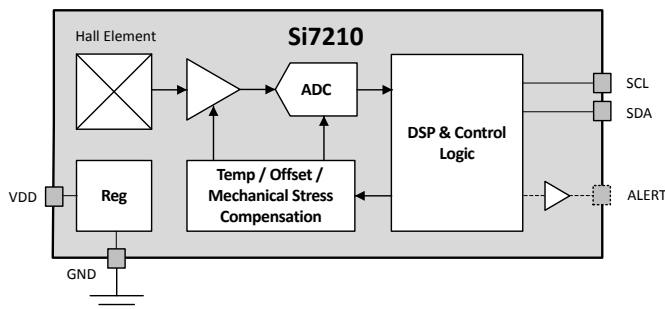 Hall Element
Si7210
ADC
SCL
SDA
DSP & Control
Logic
Temp / Offset /
Mechanical Stress
Compensation
VDD
Reg
ALERT
GND